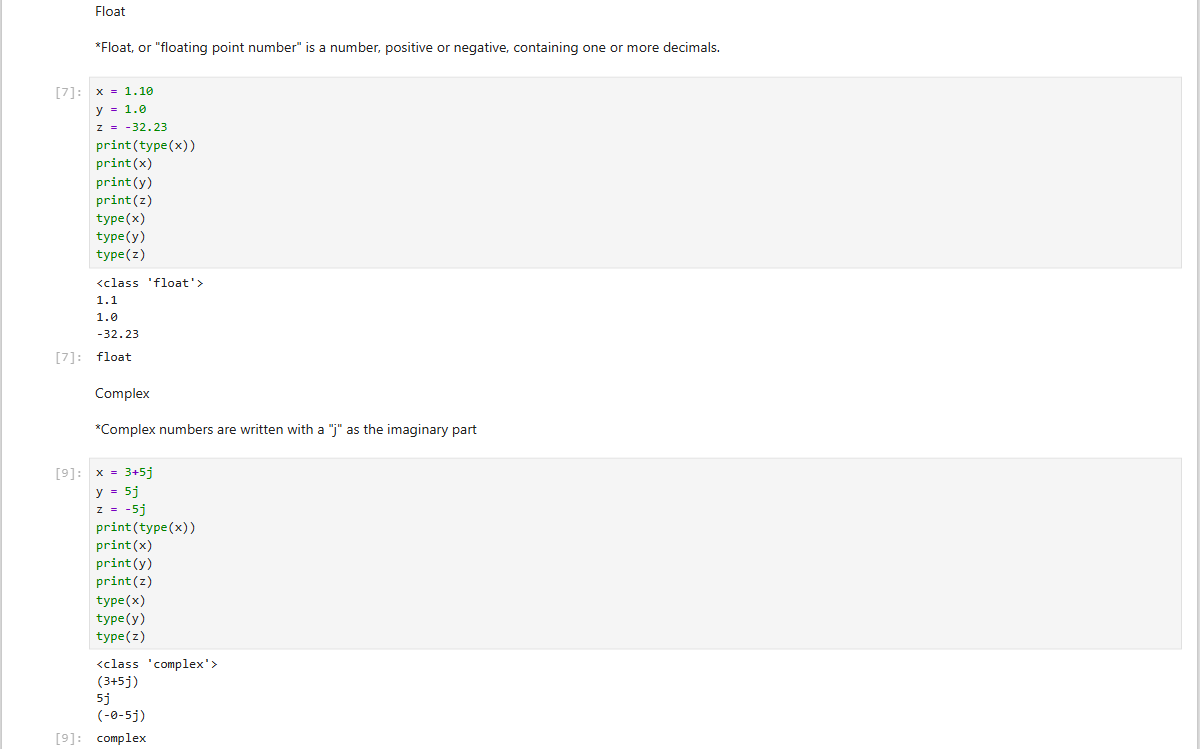 Float
*Float, or "floating point number" is a number, positive or negative, containing one or more decimals.
[7]: x = 1.10
y = 1.0
z = -32.23
print(type(x))
print(x)
print(y)
print(z)
type(x)
type(y)
type(z)
<class 'float'>
1.1
1.0
-32.23
[7]: float
Complex
*Complex numbers are written with a "j" as the imaginary part
[9]: x = 3+5j
y = 5j
z = -5j
print(type(x))
print(x)
print(y)
print(z)
type(x)
type(y)
type(z)
<class 'complex'>
(3+5j)
5j
(-0-5j)
[9]: complex